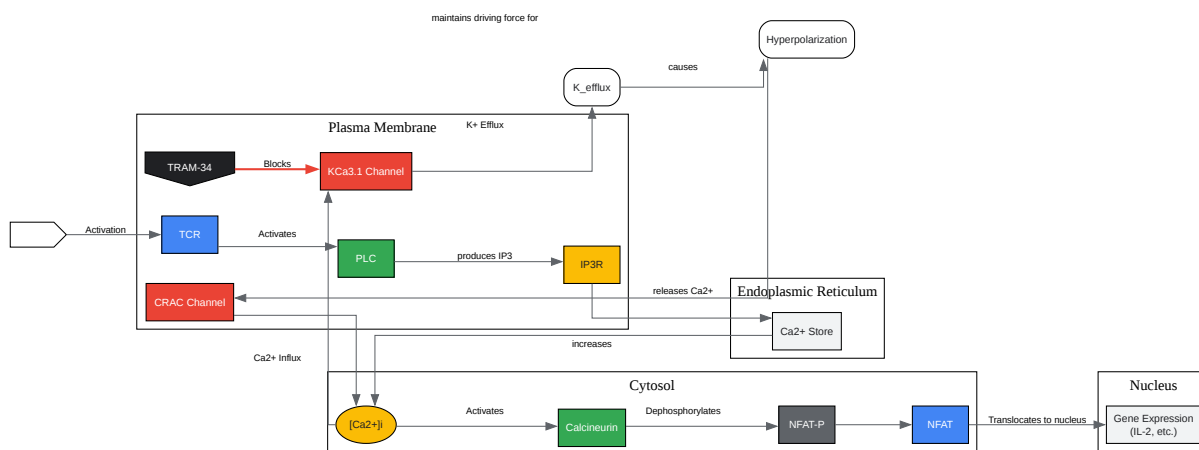 maintains driving force for
Hyperpolarization
causes
K_efflux
Plasma Membrane
K+ Efflux
TRAM-34
Blocks
KCa3.1 Channel
Activation
TCR
Activates
PLC
produces IP3
IP3R
CRAC Channel
releases Ca2+
Endoplasmic Reticulum
Ca2+ Store
increases
Ca2+ Influx
Cytosol
Nucleus
[Ca2+]i
Activates
Calcineurin
Dephosphorylates
NFAT-P
NFAT
Translocates to nucleus
Gene Expression
(IL-2, etc.)